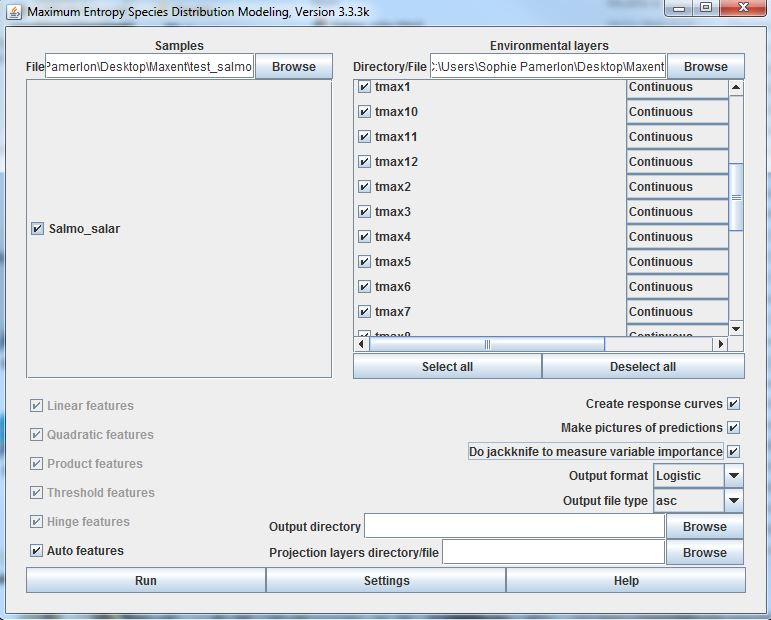 Maximum Entropy Species Distribution Modeling, Version 3.3.3k
Samples
File Pamerlon\Desktop\Maxent\test_salmo Browse
Salmo_salar
Environmental layers
Directory/File :\Users\Sophie Pamerlon\Desktop\Maxent Browse
tmax1 Continuous
tmax10 Continuous
tmax11 Continuous
tmax12 Continuous
tmax2 Continuous
tmax3 Continuous
tmax4 Continuous
tmax5 Continuous
tmax6 Continuous
tmax7 Continuous
tmax8 Continuous
Select all Deselect all
Linear features
Quadratic features
Product features
Threshold features
Hinge features
Auto features
Create response curves
Make pictures of predictions
Do jackknife to measure variable importance
Output format Logistic
Output file type asc
Output directory Browse
Projection layers directory/file Browse
Run Settings Help